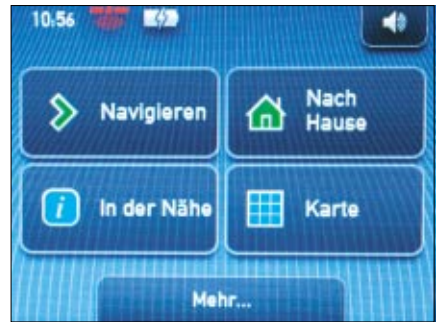 10:56
Navigieren
Nach
Hause
In der Nähe
Karte
Mehr...